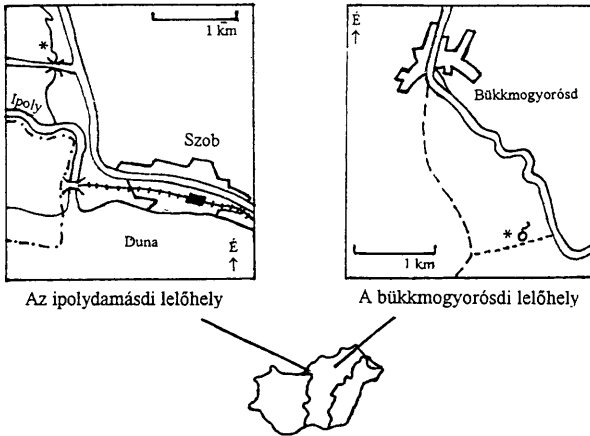 1 km
*
É
↑
Ipoly
Szob
Duna
É
↑
Bükkmogyorósd
*
1 km
Az ipolydamásdi lelőhely
A bükkmogyorósdi lelőhely